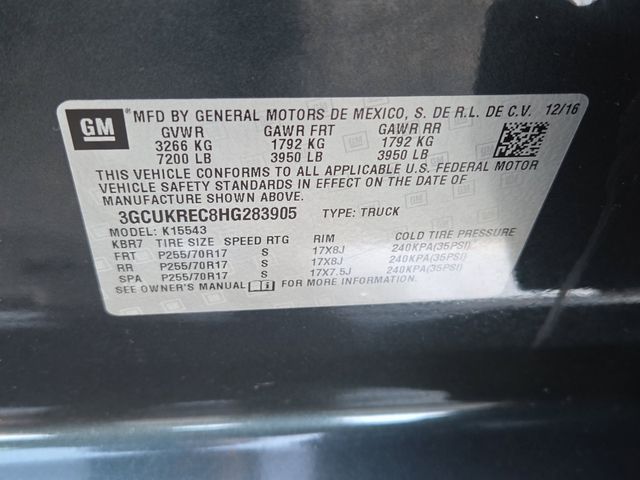 GM
MFD BY GENERAL MOTORS DE MEXICO, S. DE R.L. DE C.V. 12/16
GVWR GAWR FRT GAWR RR
3266 KG 1792 KG 1792 KG
7200 LB 3950 LB 3950 LB
THIS VEHICLE CONFORMS TO ALL APPLICABLE U.S. FEDERAL MOTOR
VEHICLE SAFETY STANDARDS IN EFFECT ON THE DATE OF
MANUFACTURE SHOWN ABOVE.
3GCUKREC8HG283905 TYPE: TRUCK
MODEL: K15543
KBR7 TIRE SIZE SPEED RTG RIM COLD TIRE PRESSURE
FRT P255/70R17 S 17X8J 240KPA(35PSI)
RR P255/70R17 S 17X8J 240KPA(35PSI)
SPA P255/70R17 S 17X7.5J 240KPA(35PSI)
SEE OWNER'S MANUAL FOR MORE INFORMATION.